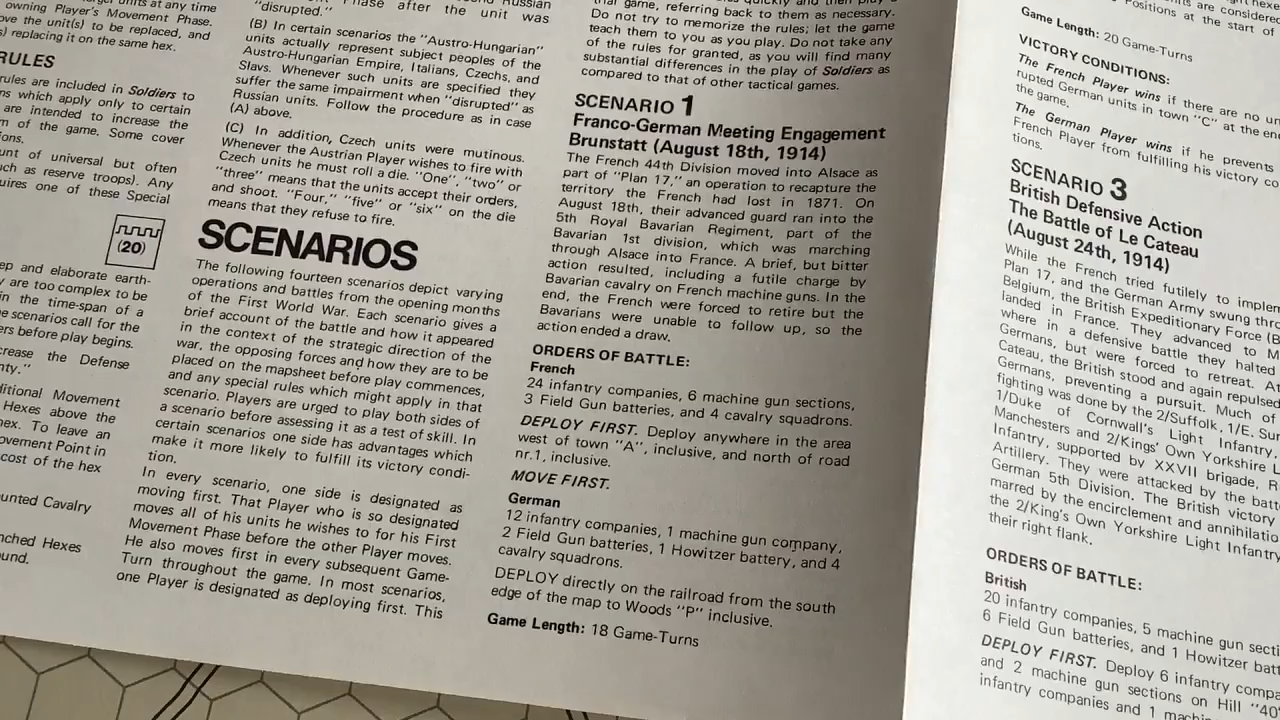 arger units at any time
owning Player's Movement Phase.
ove the unit(s) to be replaced, and
s) replacing it on the same hex.
RULES
rules are included in Soldiers to
ns which apply only to certain
are intended to increase the
m of the game. Some cover
ions.
unt of universal but often
uch as reserve troops). Any
uires one of these Special
(20)
ep and elaborate earth-
y are too complex to be
in the time-span of a
e scenarios call for the
ers before play begins.
crease the Defense
nty."
ditional Movement
Hexes above the
hex. To leave an
ovement Point in
cost of the hex
unted Cavalry
nched Hexes
ound.
Russian
"disrupted."
Phase after the unit was
(B) In certain scenarios the "Austro-Hungarian"
units actually represent subject peoples of the
Austro-Hungarian Empire, Italians, Czechs, and
Slavs. Whenever such units are specified they
suffer the same impairment when "disrupted" as
Russian units. Follow the procedure as in case
(A) above.
(C) In addition, Czech units were mutinous.
Whenever the Austrian Player wishes to fire with
Czech units he must roll a die. "One", "two" or
"three" means that the units accept their orders,
and shoot. "Four," "five" or "six" on the die
means that they refuse to fire.
SCENARIOS
The following fourteen scenarios depict varying
operations and battles from the opening months
of the First World War. Each scenario gives a
brief account of the battle and how it appeared
in the context of the strategic direction of the
war, the opposing forces and how they are to be
placed on the mapsheet before play commences,
and any special rules which might apply in that
scenario. Players are urged to play both sides of
a scenario before assessing it as a test of skill. In
certain scenarios one side has advantages which
make it more likely to fulfill its victory condi-
tion.
In every scenario, one side is designated as
moving first. That Player who is so designated
moves all of his units he wishes to for his First
Movement Phase before the other Player moves.
He also moves first in every subsequent Game-
Turn throughout the game. In most scenarios,
one Player is designated as deploying first. This
trial game, referring back to them as necessary.
Do not try to memorize the rules; let the game
teach them to you as you play. Do not take any
of the rules for granted, as you will find many
substantial differences in the play of Soldiers as
compared to that of other tactical games.
SCENARIO 1
Franco-German Meeting Engagement
Brunstatt (August 18th, 1914)
The French 44th Division moved into Alsace as
part of "Plan 17," an operation to recapture the
territory the French had lost in 1871. On
August 18th, their advanced guard ran into the
5th Royal Bavarian Regiment, part of the
Bavarian 1st division, which was marching
through Alsace into France. A brief, but bitter
action resulted, including a futile charge by
Bavarian cavalry on French machine guns. In the
end, the French were forced to retire but the
Bavarians were unable to follow up, so the
action ended a draw.
ORDERS OF BATTLE:
French
24 infantry companies, 6 machine gun sections,
3 Field Gun batteries, and 4 cavalry squadrons.
DEPLOY FIRST. Deploy anywhere in the area
west of town "A", inclusive, and north of road
nr.1, inclusive.
MOVE FIRST.
German
12 infantry companies, 1 machine gun company,
2 Field Gun batteries, 1 Howitzer battery, and 4
cavalry squadrons.
DEPLOY directly on the railroad from the south
edge of the map to Woods "P" inclusive.
Game Length: 18 Game-Turns
nits are considered
positions at the start of
Game Length: 20 Game-Turns
VICTORY CONDITIONS:
The French Player wins if there are no un
rupted German units in town "C" at the en
the game.
The German Player wins if he prevents
French Player from fulfilling his victory co
tions.
SCENARIO 3
British Defensive Action
The Battle of Le Cateau
(August 24th, 1914)
While the French tried futilely to implem
Plan 17, and the German Army swung thro
Belgium, the British Expeditionary Force (B
landed in France. They advanced to M
where in a defensive battle they halted
Germans, but were forced to retreat. At
Cateau, the British stood and again repulsed
Germans, preventing a pursuit. Much of
fighting was done by the 2/Suffolk, 1/E. Sur
1/Duke of Cornwall's Light Infantry,
Manchesters and 2/Kings' Own Yorkshire L
Infantry, supported by XXVII brigade, R
Artillery. They were attacked by the batt
German 5th Division. The British victory
marred by the encirclement and annihilatio
the 2/King's Own Yorkshire Light Infantry
their right flank.
ORDERS OF BATTLE:
British
20 infantry companies, 5 machine gun secti
6 Field Gun batteries, and 1 Howitzer batt
DEPLOY FIRST. Deploy 6 infantry compa
and 2 machine gun sections on Hill "40
infantry companies and 1 machi